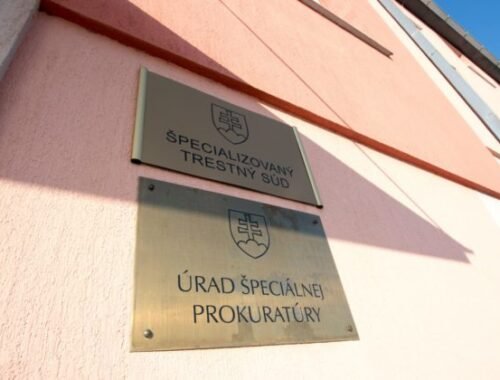 ŠPECIALIZOVANÝ
TRESTNÝ SÚD
ÚRAD ŠPECIÁLNEJ
PROKURATÚRY